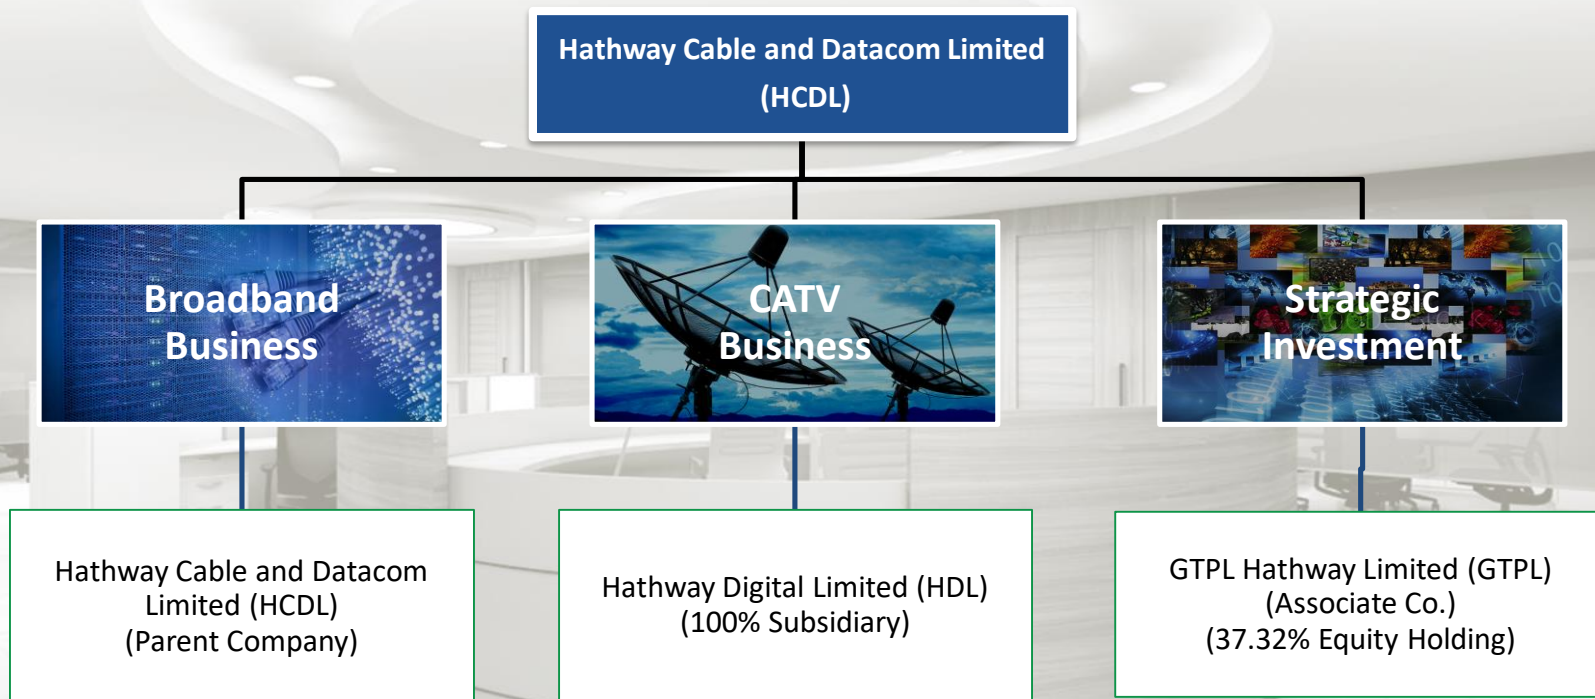 Hathway Cable and Datacom Limited
(HCDL)
Broadband
Business
CATV
Business
Strategic
Investment
Hathway Cable and Datacom
Limited (HCDL)
(Parent Company)
Hathway Digital Limited (HDL)
(100% Subsidiary)
GTPL Hathway Limited (GTPL)
(Associate Co.)
(37.32% Equity Holding)